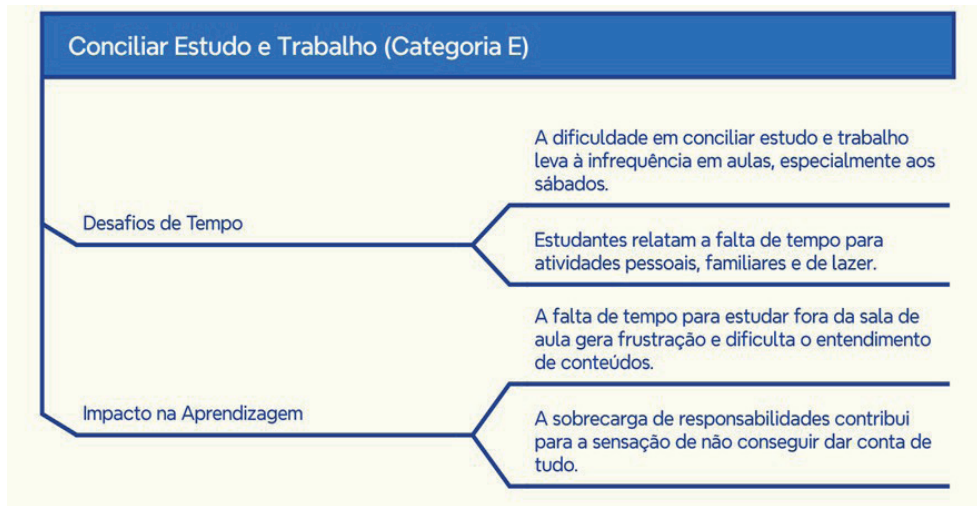 Conciliar Estudo e Trabalho (Categoria E)
Desafios de Tempo
A dificuldade em conciliar estudo e trabalho
leva à infrequência em aulas, especialmente aos
sábados.
Estudantes relatam a falta de tempo para
atividades pessoais, familiares e de lazer.
Impacto na Aprendizagem
A falta de tempo para estudar fora da sala de
aula gera frustração e dificulta o entendimento
de conteúdos.
A sobrecarga de responsabilidades contribui
para a sensação de não conseguir dar conta de
tudo.